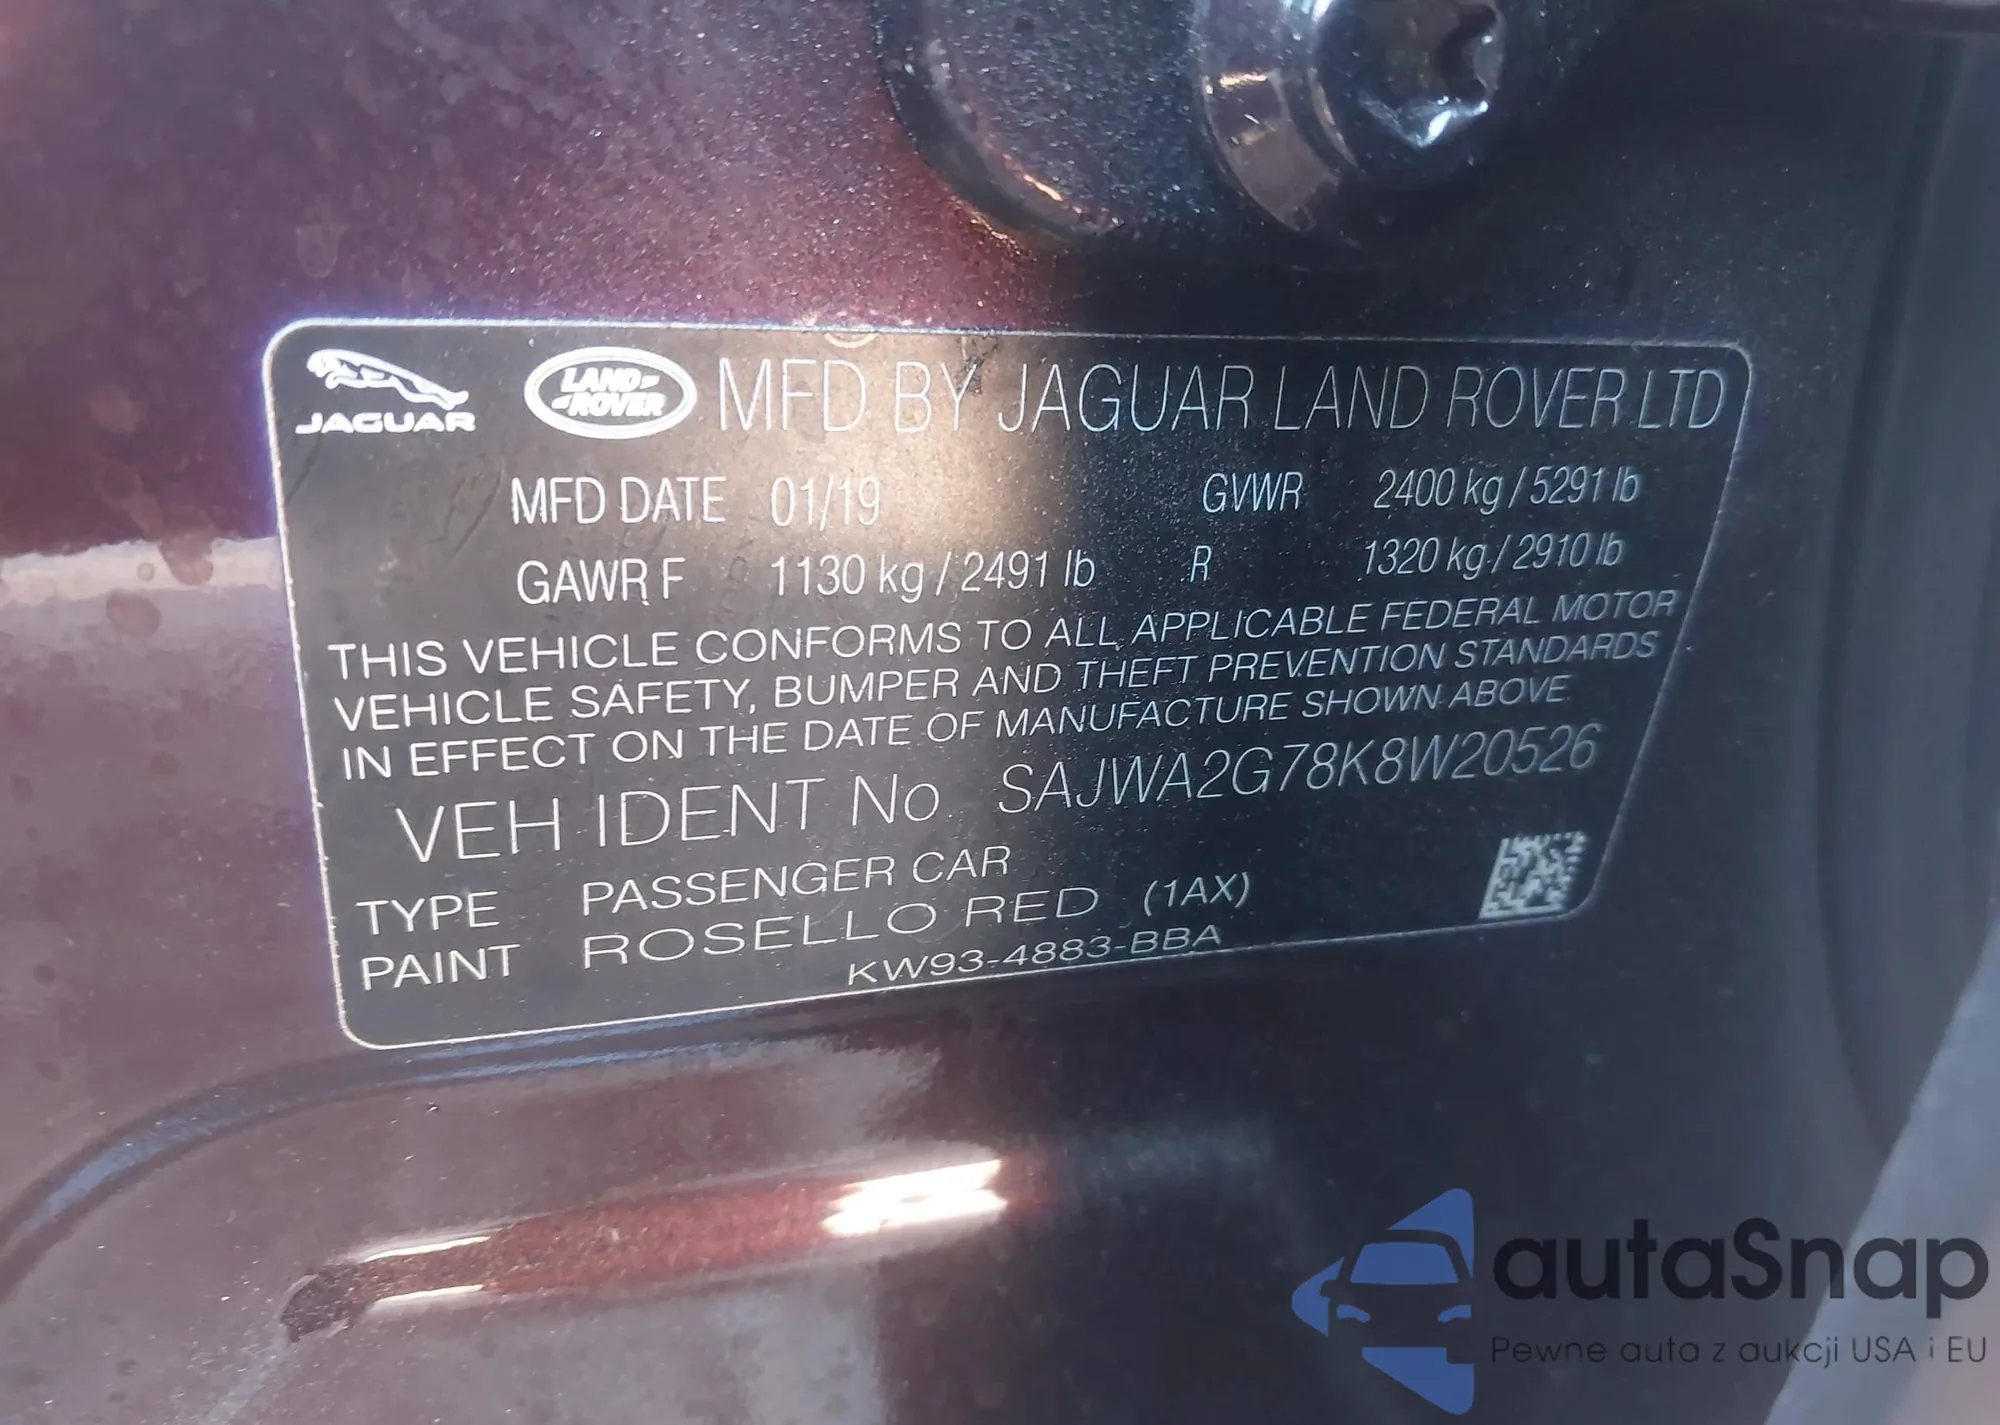 JAGUAR LAND-ROVER MFD BY JAGUAR LAND ROVER LTD
MFD DATE 01/19 GVWR 2400 kg / 5291 lb
GAWR F 1130 kg / 2491 lb R 1320 kg / 2910 lb
THIS VEHICLE CONFORMS TO ALL APPLICABLE FEDERAL MOTOR
VEHICLE SAFETY, BUMPER AND THEFT PREVENTION STANDARDS
IN EFFECT ON THE DATE OF MANUFACTURE SHOWN ABOVE
VEH IDENT No SAJWA2G78K8W20526
TYPE PASSENGER CAR
PAINT ROSELLO RED (1AX)
KW93-4883-BBA
autaSnap
Pewne auta z aukcji USA i EU